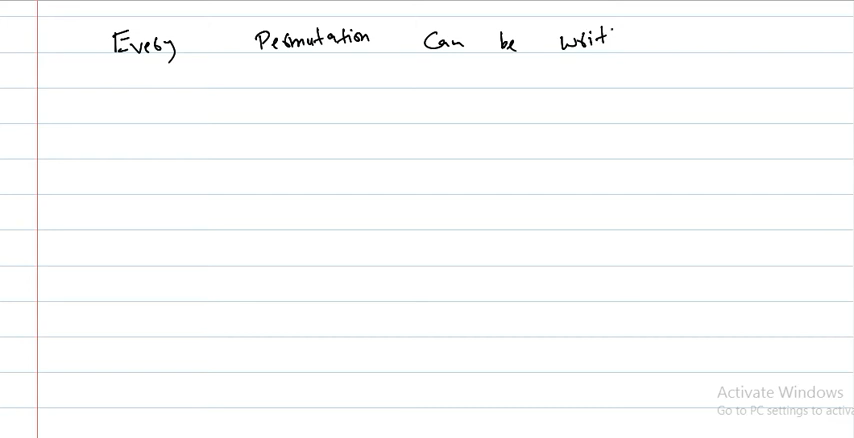 Every Permutation Can be writ
Activate Windows
Go to PC settings to activa